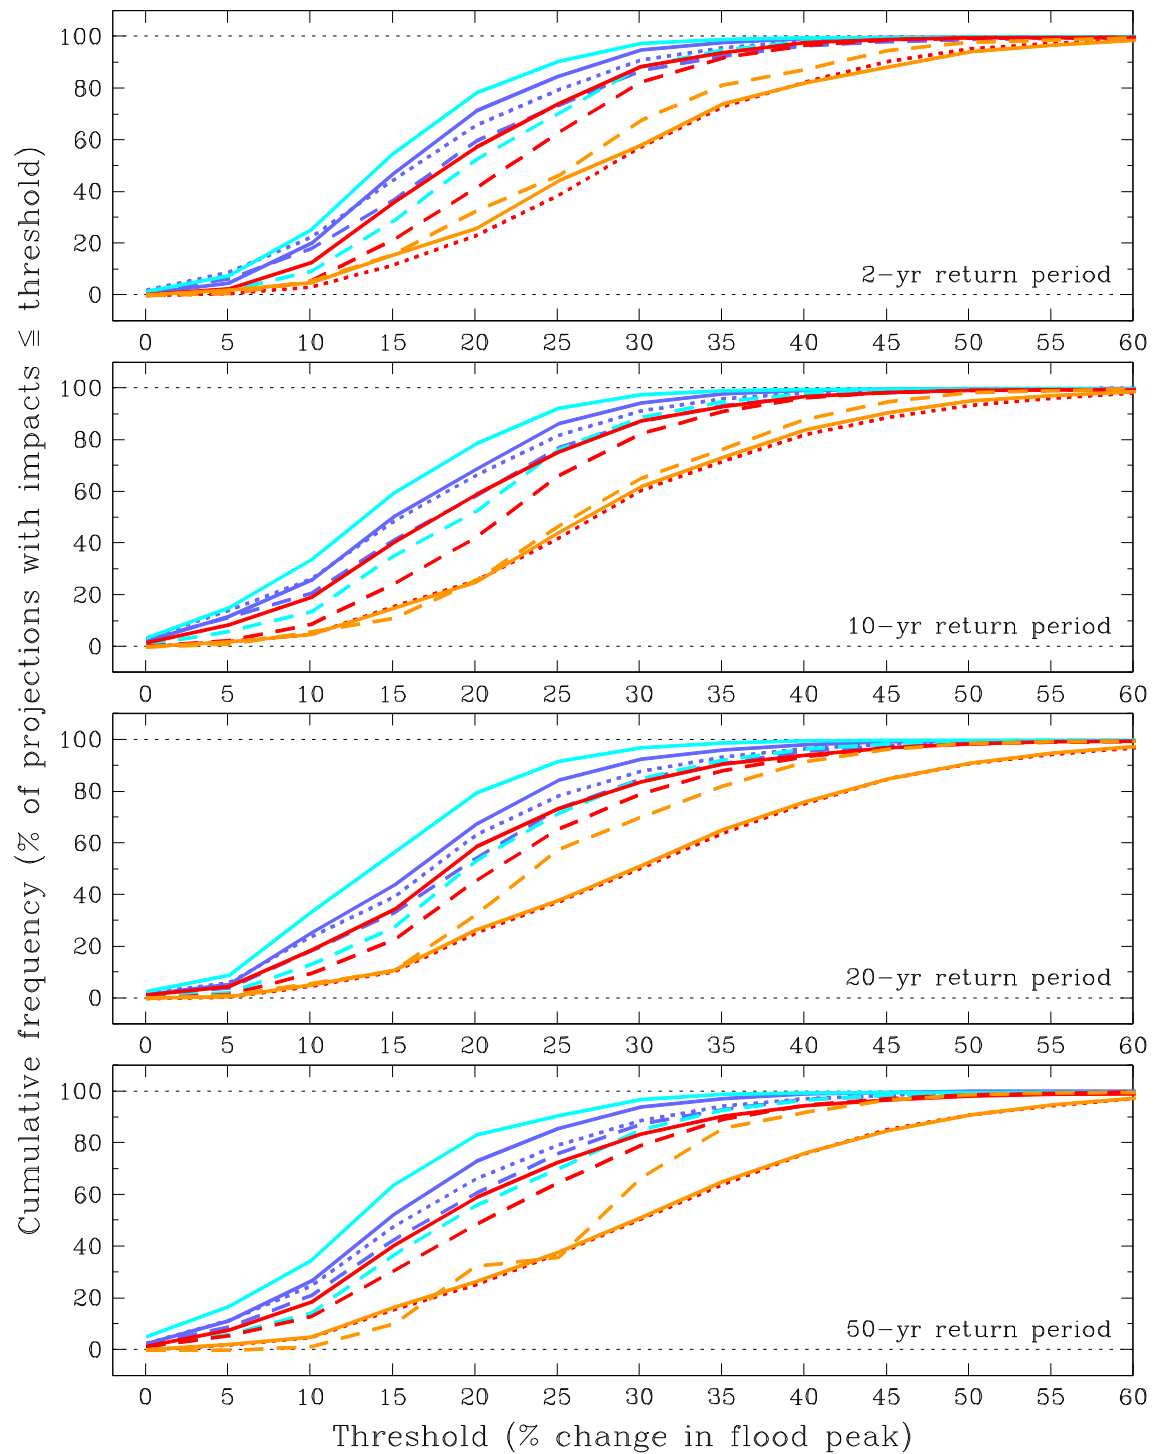 Cumulative frequency (% of projections with impacts ≦ threshold)
100
80
60
40
20
0
2-yr return period
0 5 10 15 20 25 30 35 40 45 50 55 60
100
80
60
40
20
0
10-yr return period
0 5 10 15 20 25 30 35 40 45 50 55 60
100
80
60
40
20
0
20-yr return period
0 5 10 15 20 25 30 35 40 45 50 55 60
100
80
60
40
20
0
50-yr return period
0 5 10 15 20 25 30 35 40 45 50 55 60
Threshold (% change in flood peak)